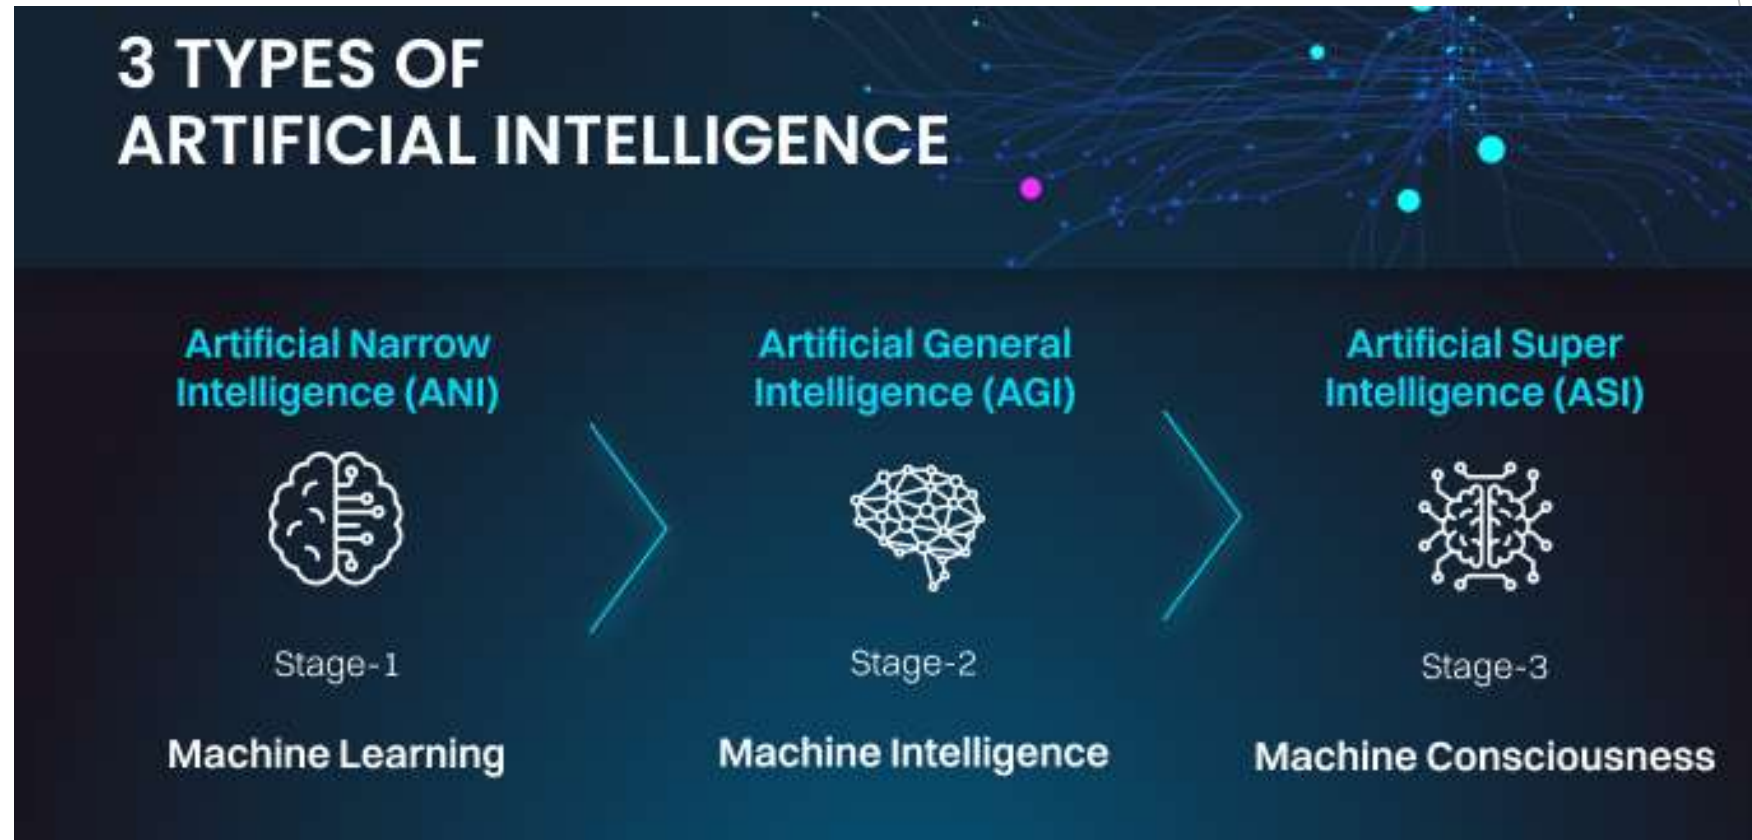 3 TYPES OF
ARTIFICIAL INTELLIGENCE
Artificial Narrow
Intelligence (ANI)
Stage-1
Machine Learning
Artificial General
Intelligence (AGI)
Stage-2
Machine Intelligence
Artificial Super
Intelligence (ASI)
Stage-3
Machine Consciousness